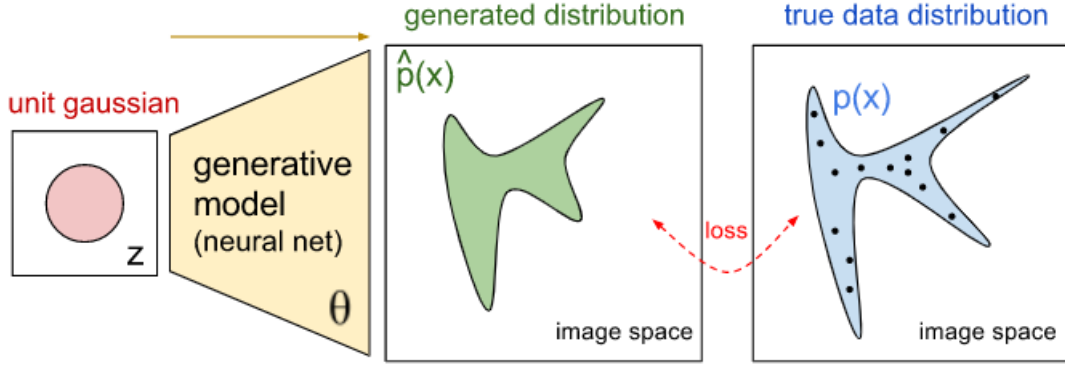 unit gaussian
z
generative
model
(neural net)
θ
generated distribution
p̂(x)
image space
loss
true data distribution
p(x)
image space